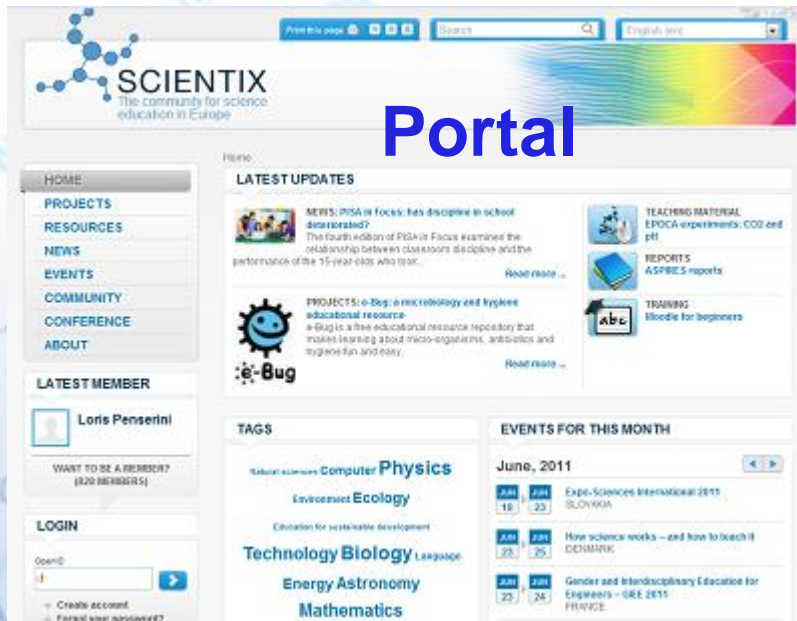 Print this page
Search
English (en)
SCIENTIX
The community for science
education in Europe
Portal
Home
HOME
PROJECTS
RESOURCES
NEWS
EVENTS
COMMUNITY
CONFERENCE
ABOUT
LATEST MEMBER
Loris Penserini
WANT TO BE A MEMBER?
(828 MEMBERS)
LOGIN
OpenID
Create account
Forgot your password?
LATEST UPDATES
NEWS: PISA in Focus: has discipline in school
deteriorated?
The fourth edition of PISA in Focus examines the
relationship between classroom discipline and the
performance of the 15-year-olds who took...
Read more ...
PROJECTS: e-Bug: a microbiology and hygiene
educational resource
e-Bug is a free educational resource repository that
makes learning about micro-organisms, antibiotics and
hygiene fun and easy.
Read more ...
e-Bug
TEACHING MATERIAL
EPOCA experiments: CO2 and
pH
REPORTS
ASPIRES reports
abc
TRAINING
Moodle for beginners
TAGS
Natural sciences Computer Physics
Environment Ecology
Education for sustainable development
Technology Biology Language
Energy Astronomy
Mathematics
EVENTS FOR THIS MONTH
June, 2011
JUN 18 JUN 23
Expo-Sciences International 2011
SLOVAKIA
JUN 23 JUN 25
How science works – and how to teach it
DENMARK
JUN 23 JUN 24
Gender and Interdisciplinary Education for
Engineers – GIEE 2011
FRANCE